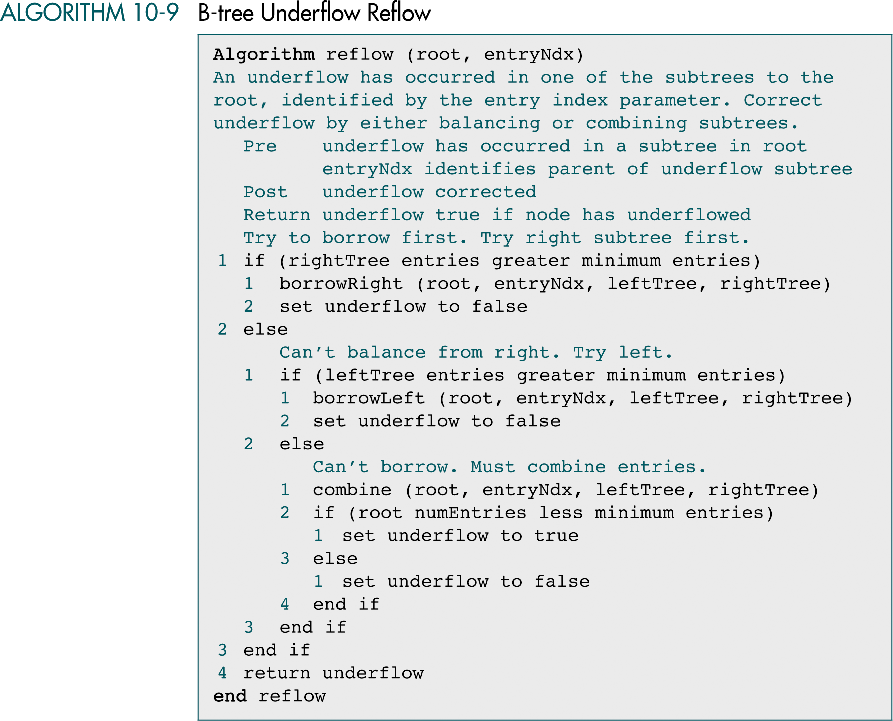 ALGORITHM 10-9 B-tree Underflow Reflow
Algorithm reflow (root, entryNdx)
An underflow has occurred in one of the subtrees to the
root, identified by the entry index parameter. Correct
underflow by either balancing or combining subtrees.
Pre underflow has occurred in a subtree in root
entryNdx identifies parent of underflow subtree
Post underflow corrected
Return underflow true if node has underflowed
Try to borrow first. Try right subtree first.
1 if (rightTree entries greater minimum entries)
1 borrowRight (root, entryNdx, leftTree, rightTree)
2 set underflow to false
2 else
Can't balance from right. Try left.
1 if (leftTree entries greater minimum entries)
1 borrowLeft (root, entryNdx, leftTree, rightTree)
2 set underflow to false
2 else
Can't borrow. Must combine entries.
1 combine (root, entryNdx, leftTree, rightTree)
2 if (root numEntries less minimum entries)
1 set underflow to true
3 else
1 set underflow to false
4 end if
3 end if
3 end if
4 return underflow
end reflow